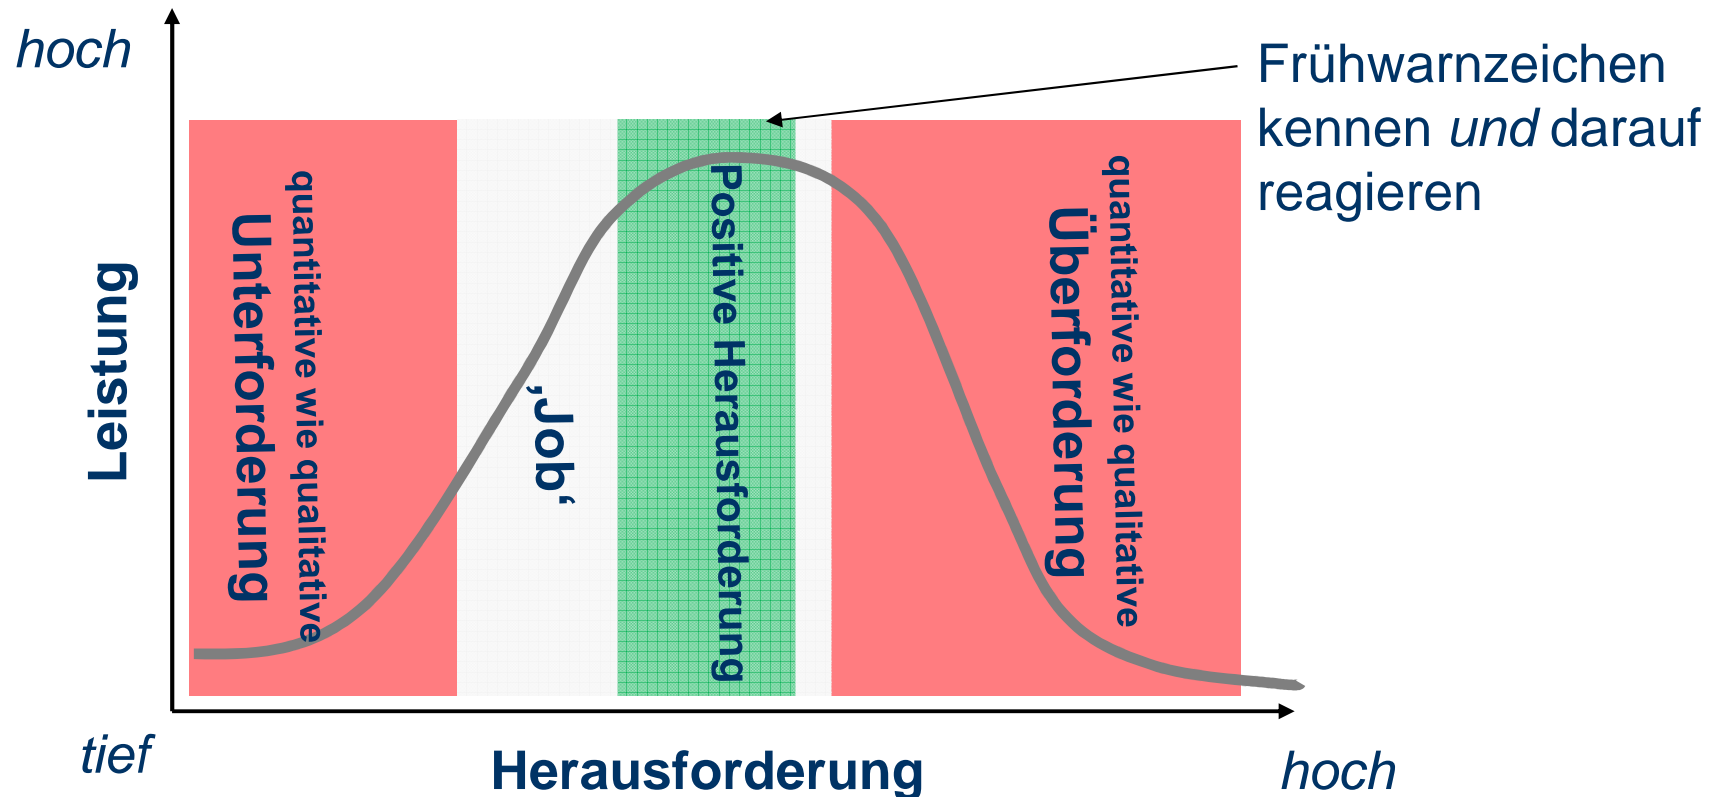 hoch
Frühwarnzeichen
kennen und darauf
reagieren
Leistung
quantitative wie qualitative
Unterforderung
‚Job‘
Positive Herausforderung
quantitative wie qualitative
Überforderung
tief
Herausforderung
hoch